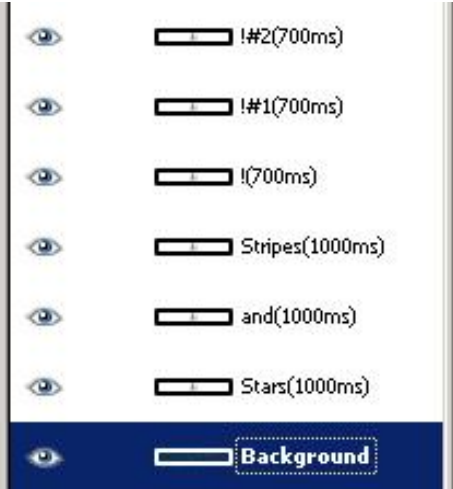 !#2(700ms)
!#1(700ms)
!(700ms)
Stripes(1000ms)
and(1000ms)
Stars(1000ms)
Background